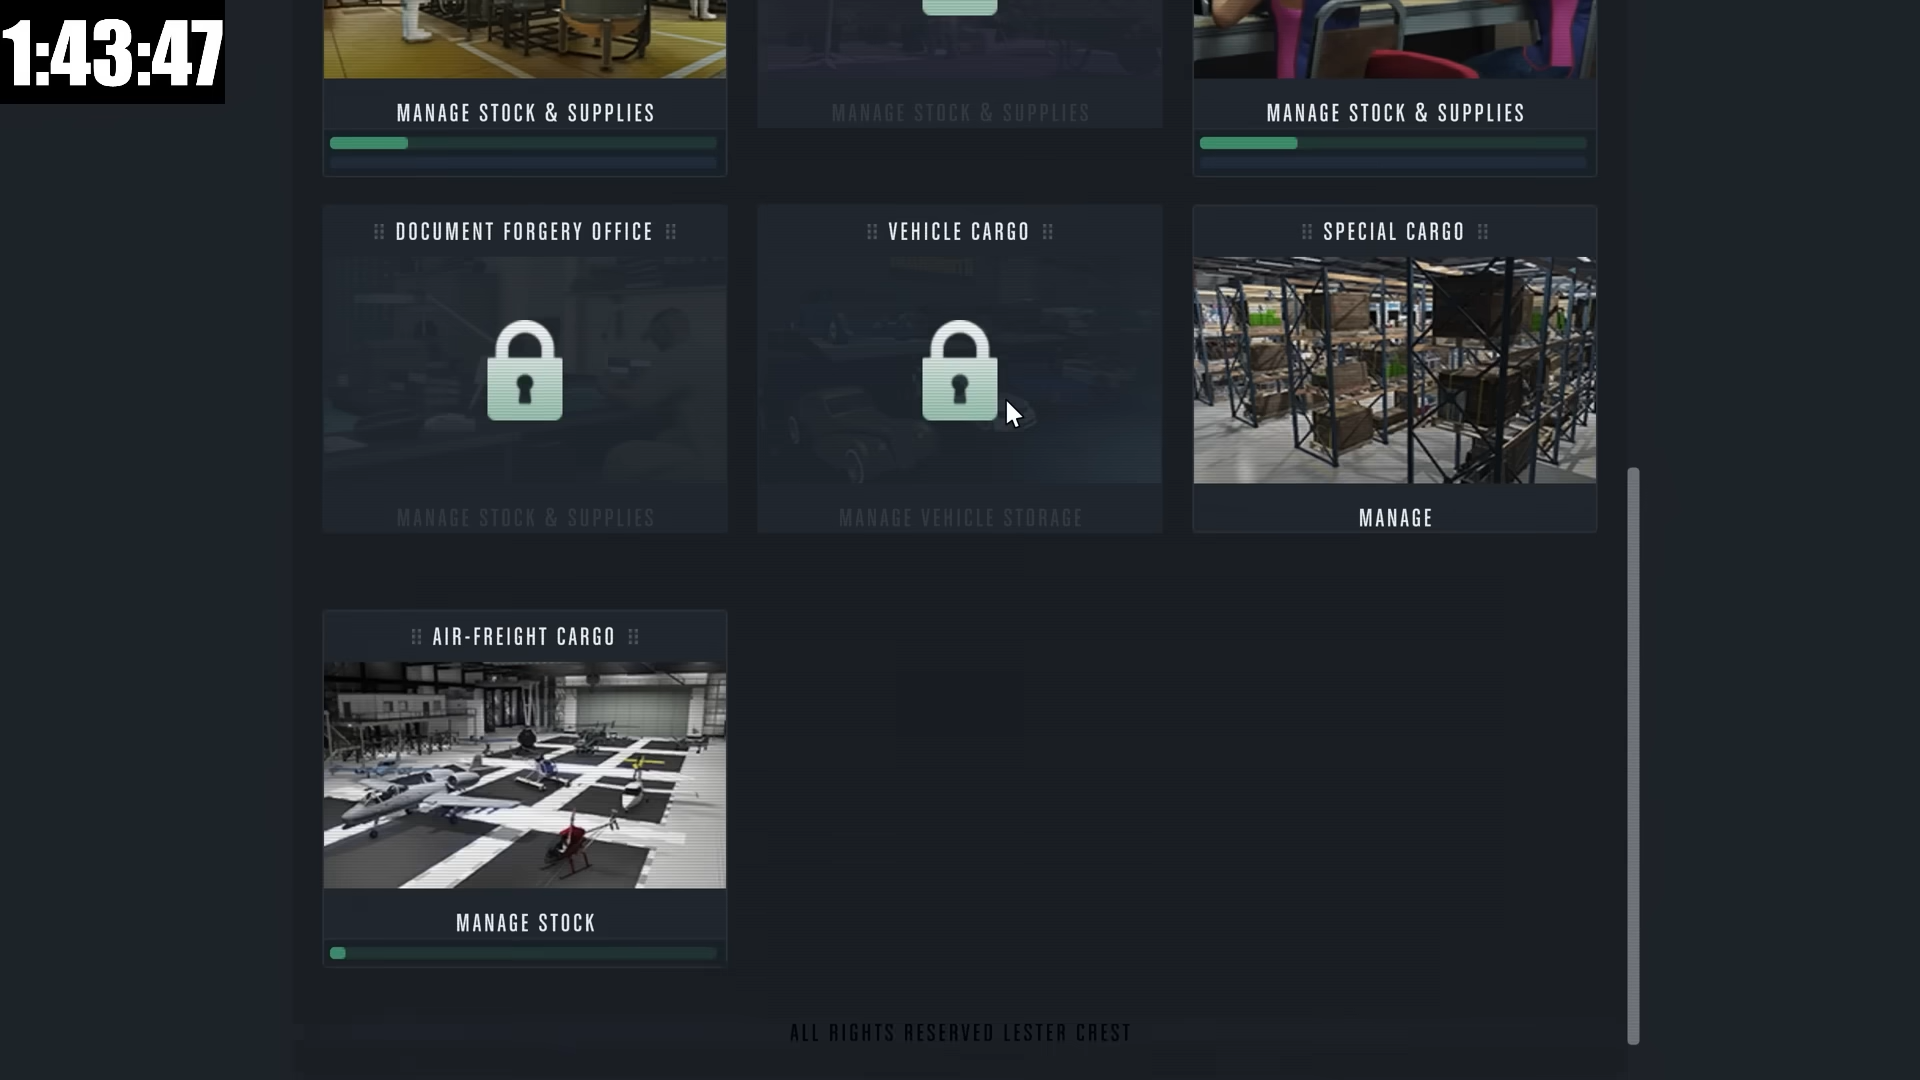 1:43:47
MANAGE STOCK & SUPPLIES
MANAGE STOCK & SUPPLIES
MANAGE STOCK & SUPPLIES
DOCUMENT FORGERY OFFICE
VEHICLE CARGO
SPECIAL CARGO
MANAGE STOCK & SUPPLIES
MANAGE VEHICLE STORAGE
MANAGE
AIR-FREIGHT CARGO
MANAGE STOCK
ALL RIGHTS RESERVED LESTER CREST